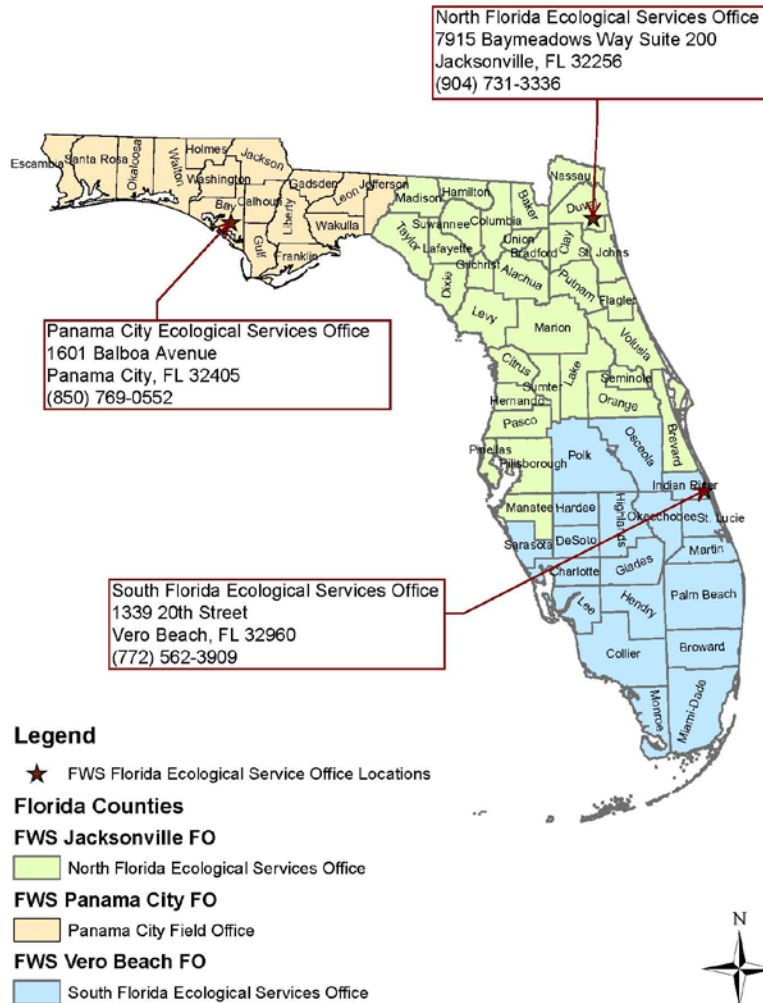 North Florida Ecological Services Office
7915 Baymeadows Way Suite 200
Jacksonville, FL 32256
(904) 731-3336
Escambia
Santa Rosa
Okaloosa
Walton
Holmes
Washington
Jackson
Bay
Calhoun
Gulf
Liberty
Gadsden
Franklin
Leon
Wakulla
Jefferson
Madison
Hamilton
Taylor
Suwannee
Lafayette
Columbia
Dixie
Gilchrist
Baker
Union
Bradford
Alachua
Nassau
Duval
Clay
St. Johns
Putnam
Flagler
Levy
Marion
Volusia
Citrus
Sumter
Lake
Seminole
Hernando
Orange
Pasco
Brevard
Pinellas
Hillsborough
Polk
Osceola
Indian River
Manatee
Hardee
Highlands
Okeechobee
St. Lucie
Sarasota
DeSoto
Martin
Charlotte
Glades
Lee
Hendry
Palm Beach
Collier
Broward
Monroe
Miami-Dade
Panama City Ecological Services Office
1601 Balboa Avenue
Panama City, FL 32405
(850) 769-0552
South Florida Ecological Services Office
1339 20th Street
Vero Beach, FL 32960
(772) 562-3909
Legend
FWS Florida Ecological Service Office Locations
Florida Counties
FWS Jacksonville FO
North Florida Ecological Services Office
FWS Panama City FO
Panama City Field Office
FWS Vero Beach FO
South Florida Ecological Services Office
N